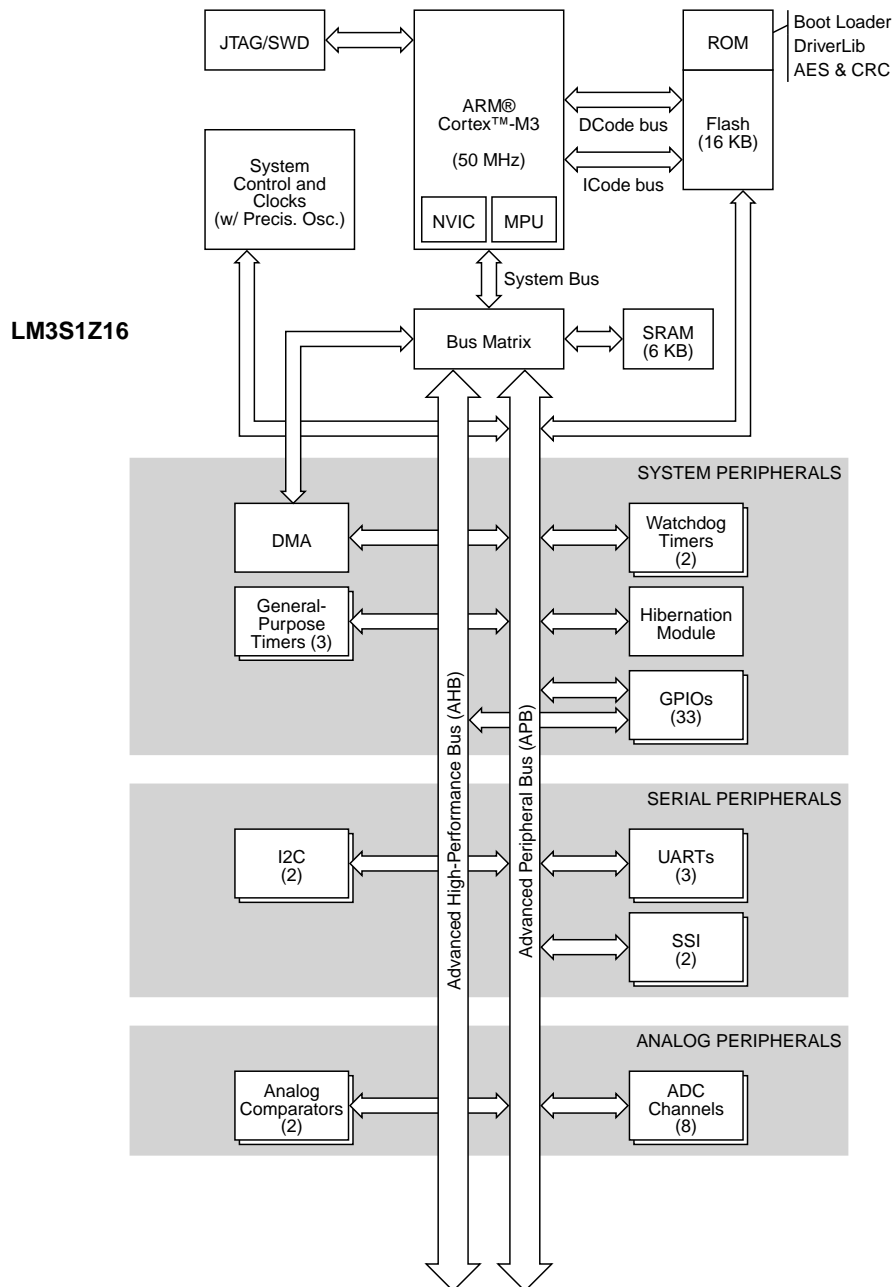 JTAG/SWD
ARM®
Cortex™-M3
(50 MHz)
NVIC
MPU
ROM
Boot Loader
DriverLib
AES & CRC
Flash
(16 KB)
DCode bus
ICode bus
System
Control and
Clocks
(w/ Precis. Osc.)
System Bus
LM3S1Z16
Bus Matrix
SRAM
(6 KB)
SYSTEM PERIPHERALS
DMA
Watchdog
Timers
(2)
General-
Purpose
Timers (3)
Hibernation
Module
GPIOs
(33)
Advanced High-Performance Bus (AHB)
Advanced Peripheral Bus (APB)
SERIAL PERIPHERALS
I2C
(2)
UARTs
(3)
SSI
(2)
ANALOG PERIPHERALS
Analog
Comparators
(2)
ADC
Channels
(8)